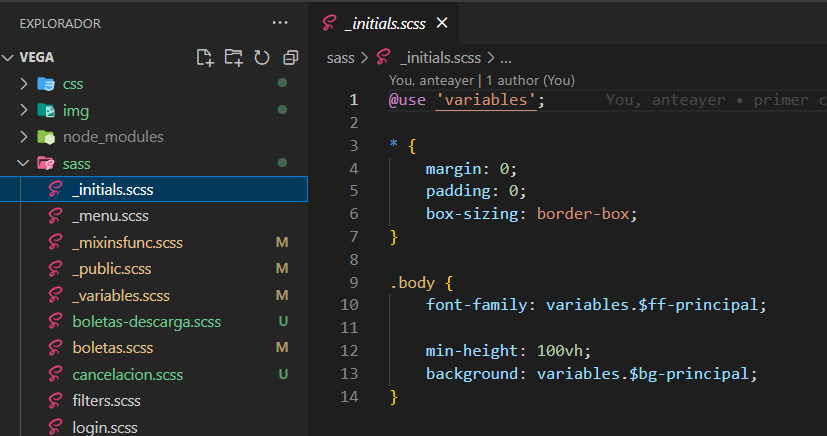 EXPLORADOR ...
VEGA
css
img
node_modules
sass
_initials.scss
_menu.scss
_mixinsfunc.scss M
_public.scss M
_variables.scss M
boletas-descarga.scss U
boletas.scss M
cancelacion.scss U
filters.scss
login.scss
_initials.scss
sass > _initials.scss > ...
You, anteayer | 1 author (You)
1 @use 'variables'; You, anteayer • primer c
2
3 * {
4 margin: 0;
5 padding: 0;
6 box-sizing: border-box;
7 }
8
9 .body {
10 font-family: variables.$ff-principal;
11
12 min-height: 100vh;
13 background: variables.$bg-principal;
14 }